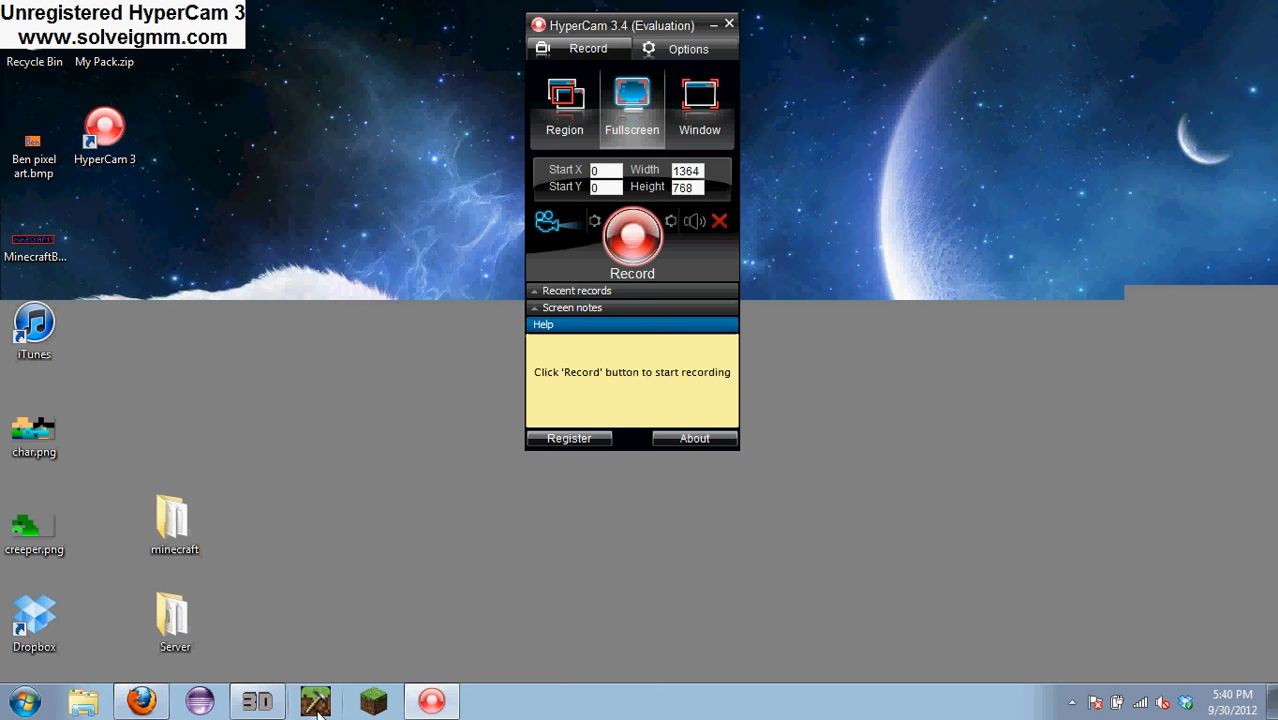 Unregistered HyperCam 3
www.solveigmm.com
Recycle Bin
My Pack.zip
Ben pixel
art.bmp
Ben
HyperCam 3
MinecraftB...
iTunes
char.png
creeper.png
minecraft
Dropbox
Server
HyperCam 3.4 (Evaluation)
Record
Options
Region
Fullscreen
Window
Start X 0 Width 1364
Start Y 0 Height 768
Record
Recent records
Screen notes
Help
Click 'Record' button to start recording
Register
About
3D
5:40 PM
9/30/2012